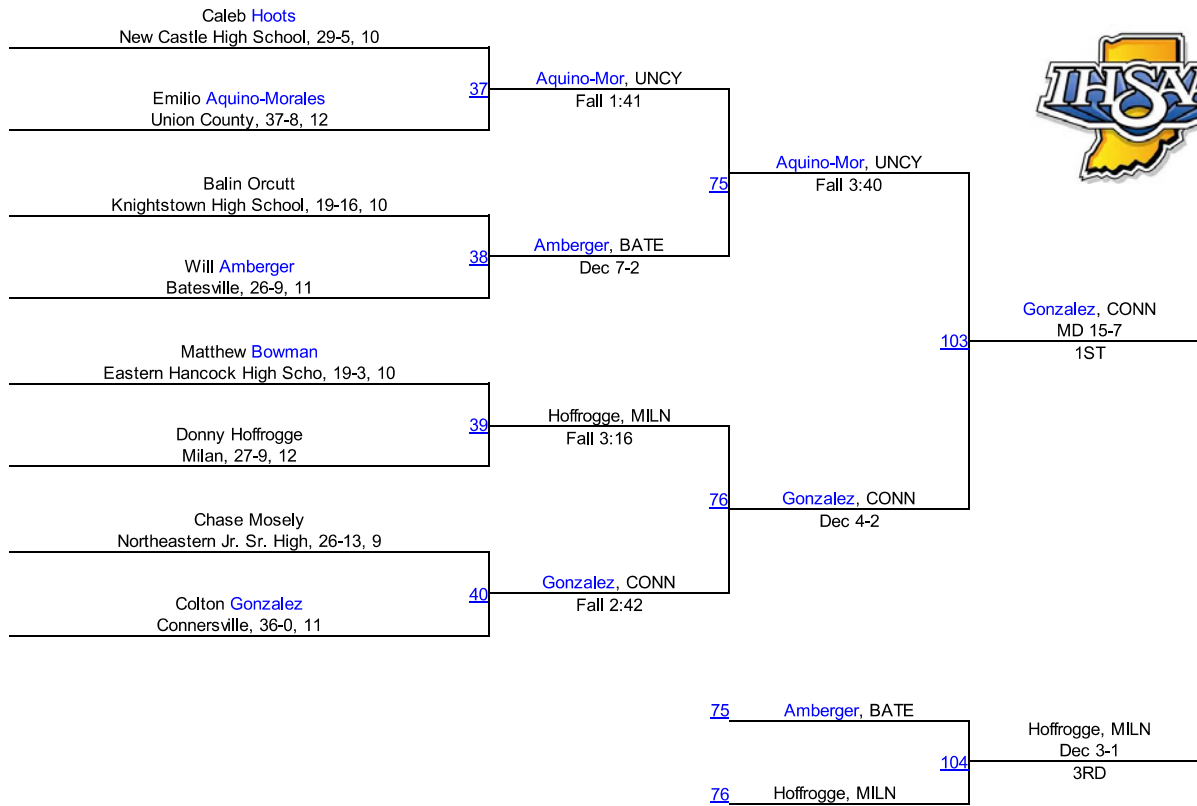 Caleb Hoots
New Castle High School, 29-5, 10
37
Emilio Aquino-Morales
Union County, 37-8, 12
Aquino-Mor, UNCY
Fall 1:41
Balin Orcutt
Knightstown High School, 19-16, 10
38
Will Amberger
Batesville, 26-9, 11
Amberger, BATE
Dec 7-2
75
Aquino-Mor, UNCY
Fall 3:40
Matthew Bowman
Eastern Hancock High Scho, 19-3, 10
39
Donny Hoffrogge
Milan, 27-9, 12
Hoffrogge, MILN
Fall 3:16
Chase Mosely
Northeastern Jr. Sr. High, 26-13, 9
40
Colton Gonzalez
Connersville, 36-0, 11
Gonzalez, CONN
Fall 2:42
76
Gonzalez, CONN
Dec 4-2
103
Gonzalez, CONN
MD 15-7
1ST
75
Amberger, BATE
76
Hoffrogge, MILN
104
Hoffrogge, MILN
Dec 3-1
3RD
IHSAA